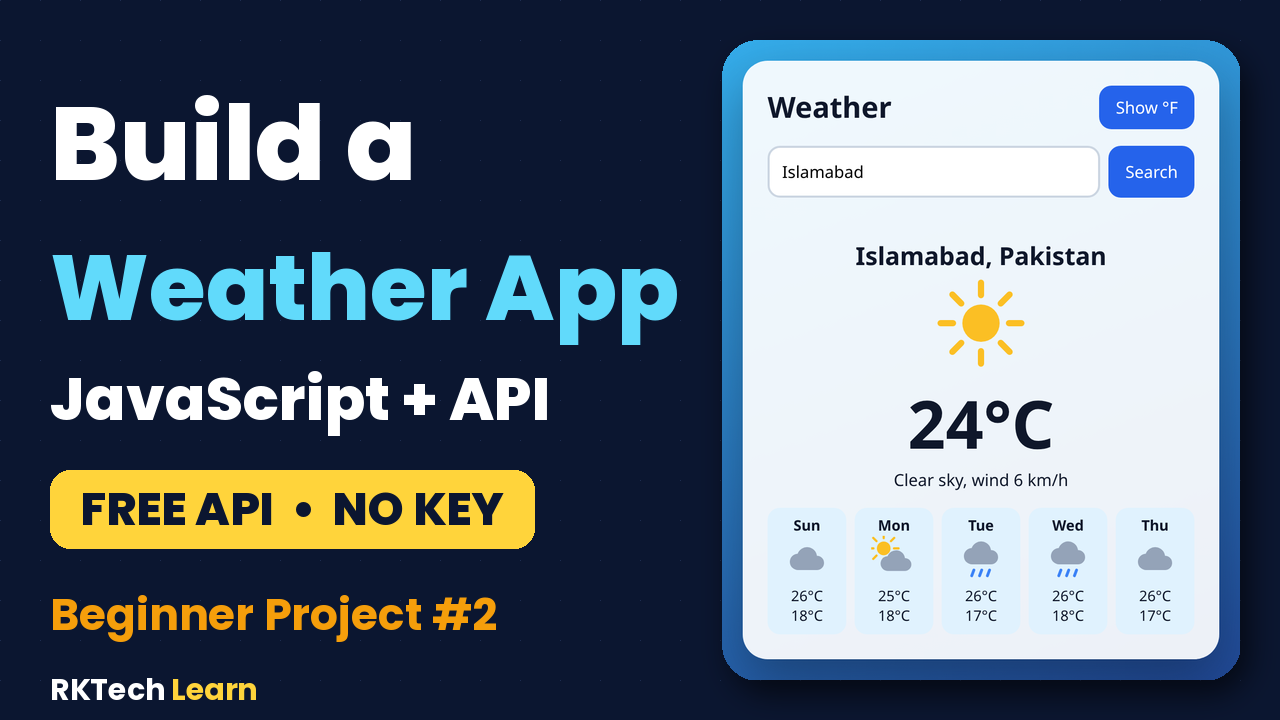 Build a
Weather App
JavaScript + API
FREE API • NO KEY
Beginner Project #2
RKTech Learn
Weather
Show °F
Islamabad
Search
Islamabad, Pakistan
24°C
Clear sky, wind 6 km/h
Sun Mon Tue Wed Thu
26°C 25°C 26°C 26°C 26°C
18°C 18°C 17°C 18°C 17°C